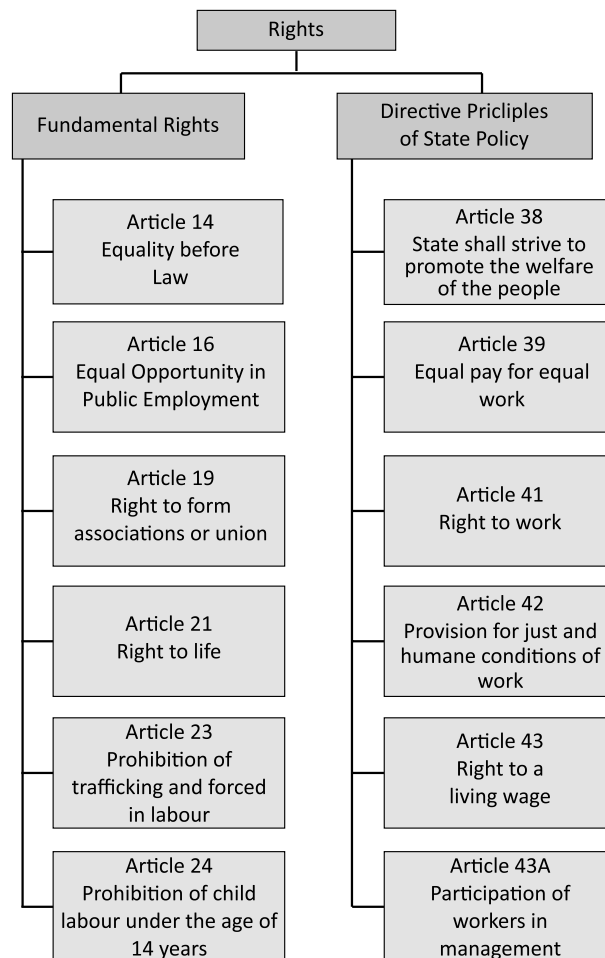 Rights
Fundamental Rights
Article 14
Equality before
Law
Article 16
Equal Opportunity in
Public Employment
Article 19
Right to form
associations or union
Article 21
Right to life
Article 23
Prohibition of
trafficking and forced
in labour
Article 24
Prohibition of child
labour under the age of
14 years
Directive Pricliples
of State Policy
Article 38
State shall strive to
promote the welfare
of the people
Article 39
Equal pay for equal
work
Article 41
Right to work
Article 42
Provision for just and
humane conditions of
work
Article 43
Right to a
living wage
Article 43A
Participation of
workers in
management